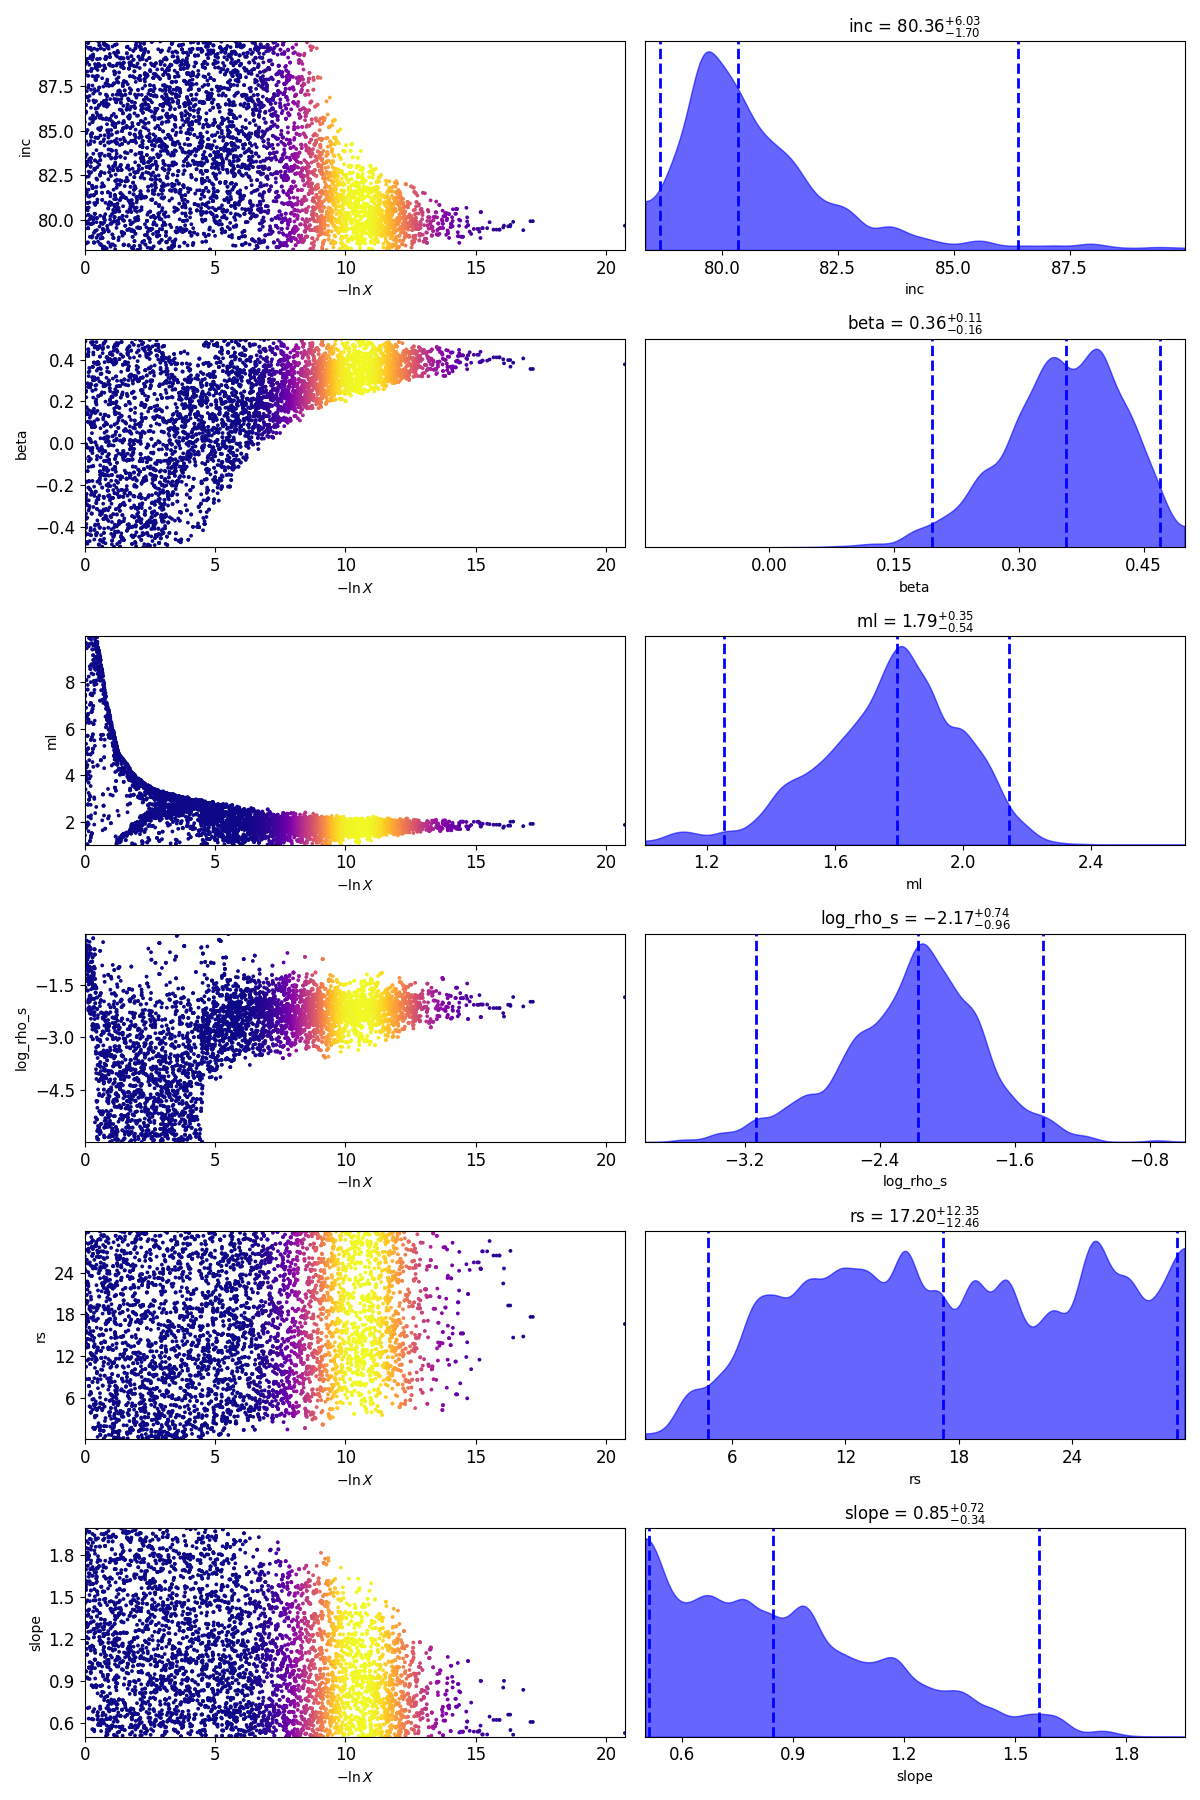 inc = 80.36 +6.03 −1.70
87.5
85.0
82.5
80.0
inc
0 5 10 15 20
−ln X
80.0 82.5 85.0 87.5
inc
beta = 0.36 +0.11 −0.16
0.4
0.2
0.0
−0.2
−0.4
beta
0 5 10 15 20
−ln X
0.00 0.15 0.30 0.45
beta
ml = 1.79 +0.35 −0.54
8
6
4
2
ml
0 5 10 15 20
−ln X
1.2 1.6 2.0 2.4
ml
log_rho_s = −2.17 +0.74 −0.96
−1.5
−3.0
−4.5
log_rho_s
0 5 10 15 20
−ln X
−3.2 −2.4 −1.6 −0.8
log_rho_s
rs = 17.20 +12.35 −12.46
24
18
12
6
rs
0 5 10 15 20
−ln X
6 12 18 24
rs
slope = 0.85 +0.72 −0.34
1.8
1.5
1.2
0.9
0.6
slope
0 5 10 15 20
−ln X
0.6 0.9 1.2 1.5 1.8
slope